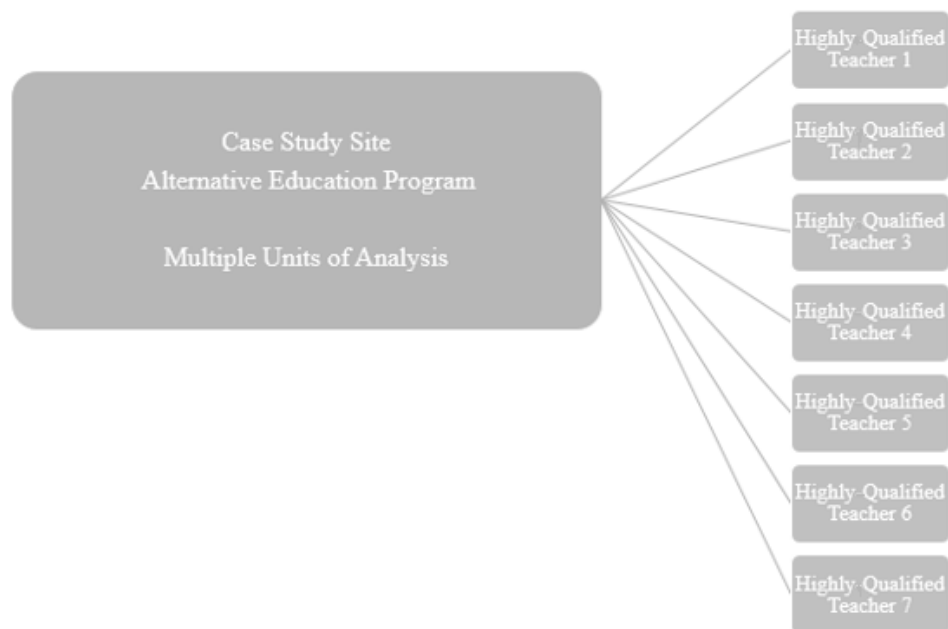 Case Study Site
Alternative Education Program
Multiple Units of Analysis
Highly-Qualified
Teacher 1
Highly-Qualified
Teacher 2
Highly-Qualified
Teacher 3
Highly-Qualified
Teacher 4
Highly-Qualified
Teacher 5
Highly-Qualified
Teacher 6
Highly-Qualified
Teacher 7